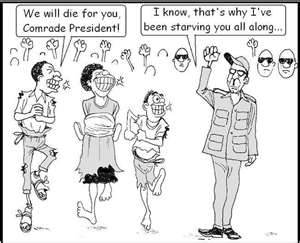 We will die for you,
Comrade President!
I know, that's why I've
been starving you all along...